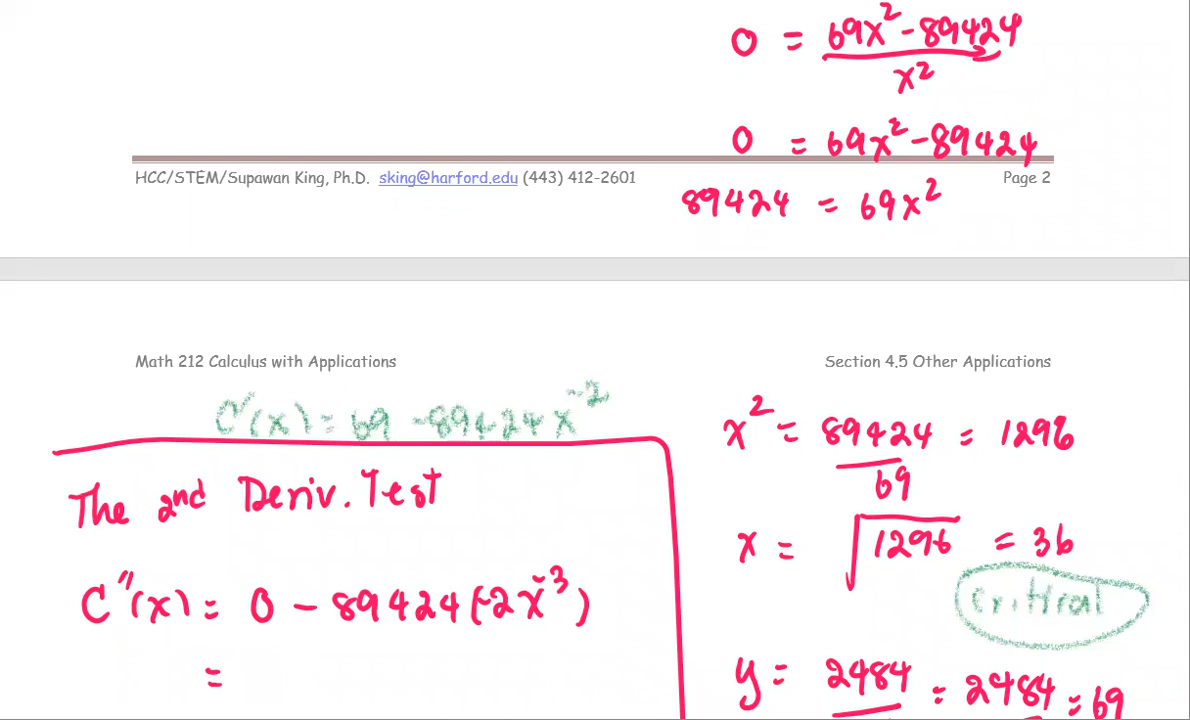 0 = 69x² - 89424
x²
0 = 69x² - 89424
HCC/STEM/Supawan King, Ph.D. sking@harford.edu (443) 412-2601 Page 2
89424 = 69x²
Math 212 Calculus with Applications Section 4.5 Other Applications
C'(x) = 69 - 89424x⁻²
The 2nd Deriv. Test
C"(x) = 0 - 89424(-2x⁻³)
=
x² = 89424 = 1296
69
x = √1296 = 36
critical
y = 2484 = 2484 = 69